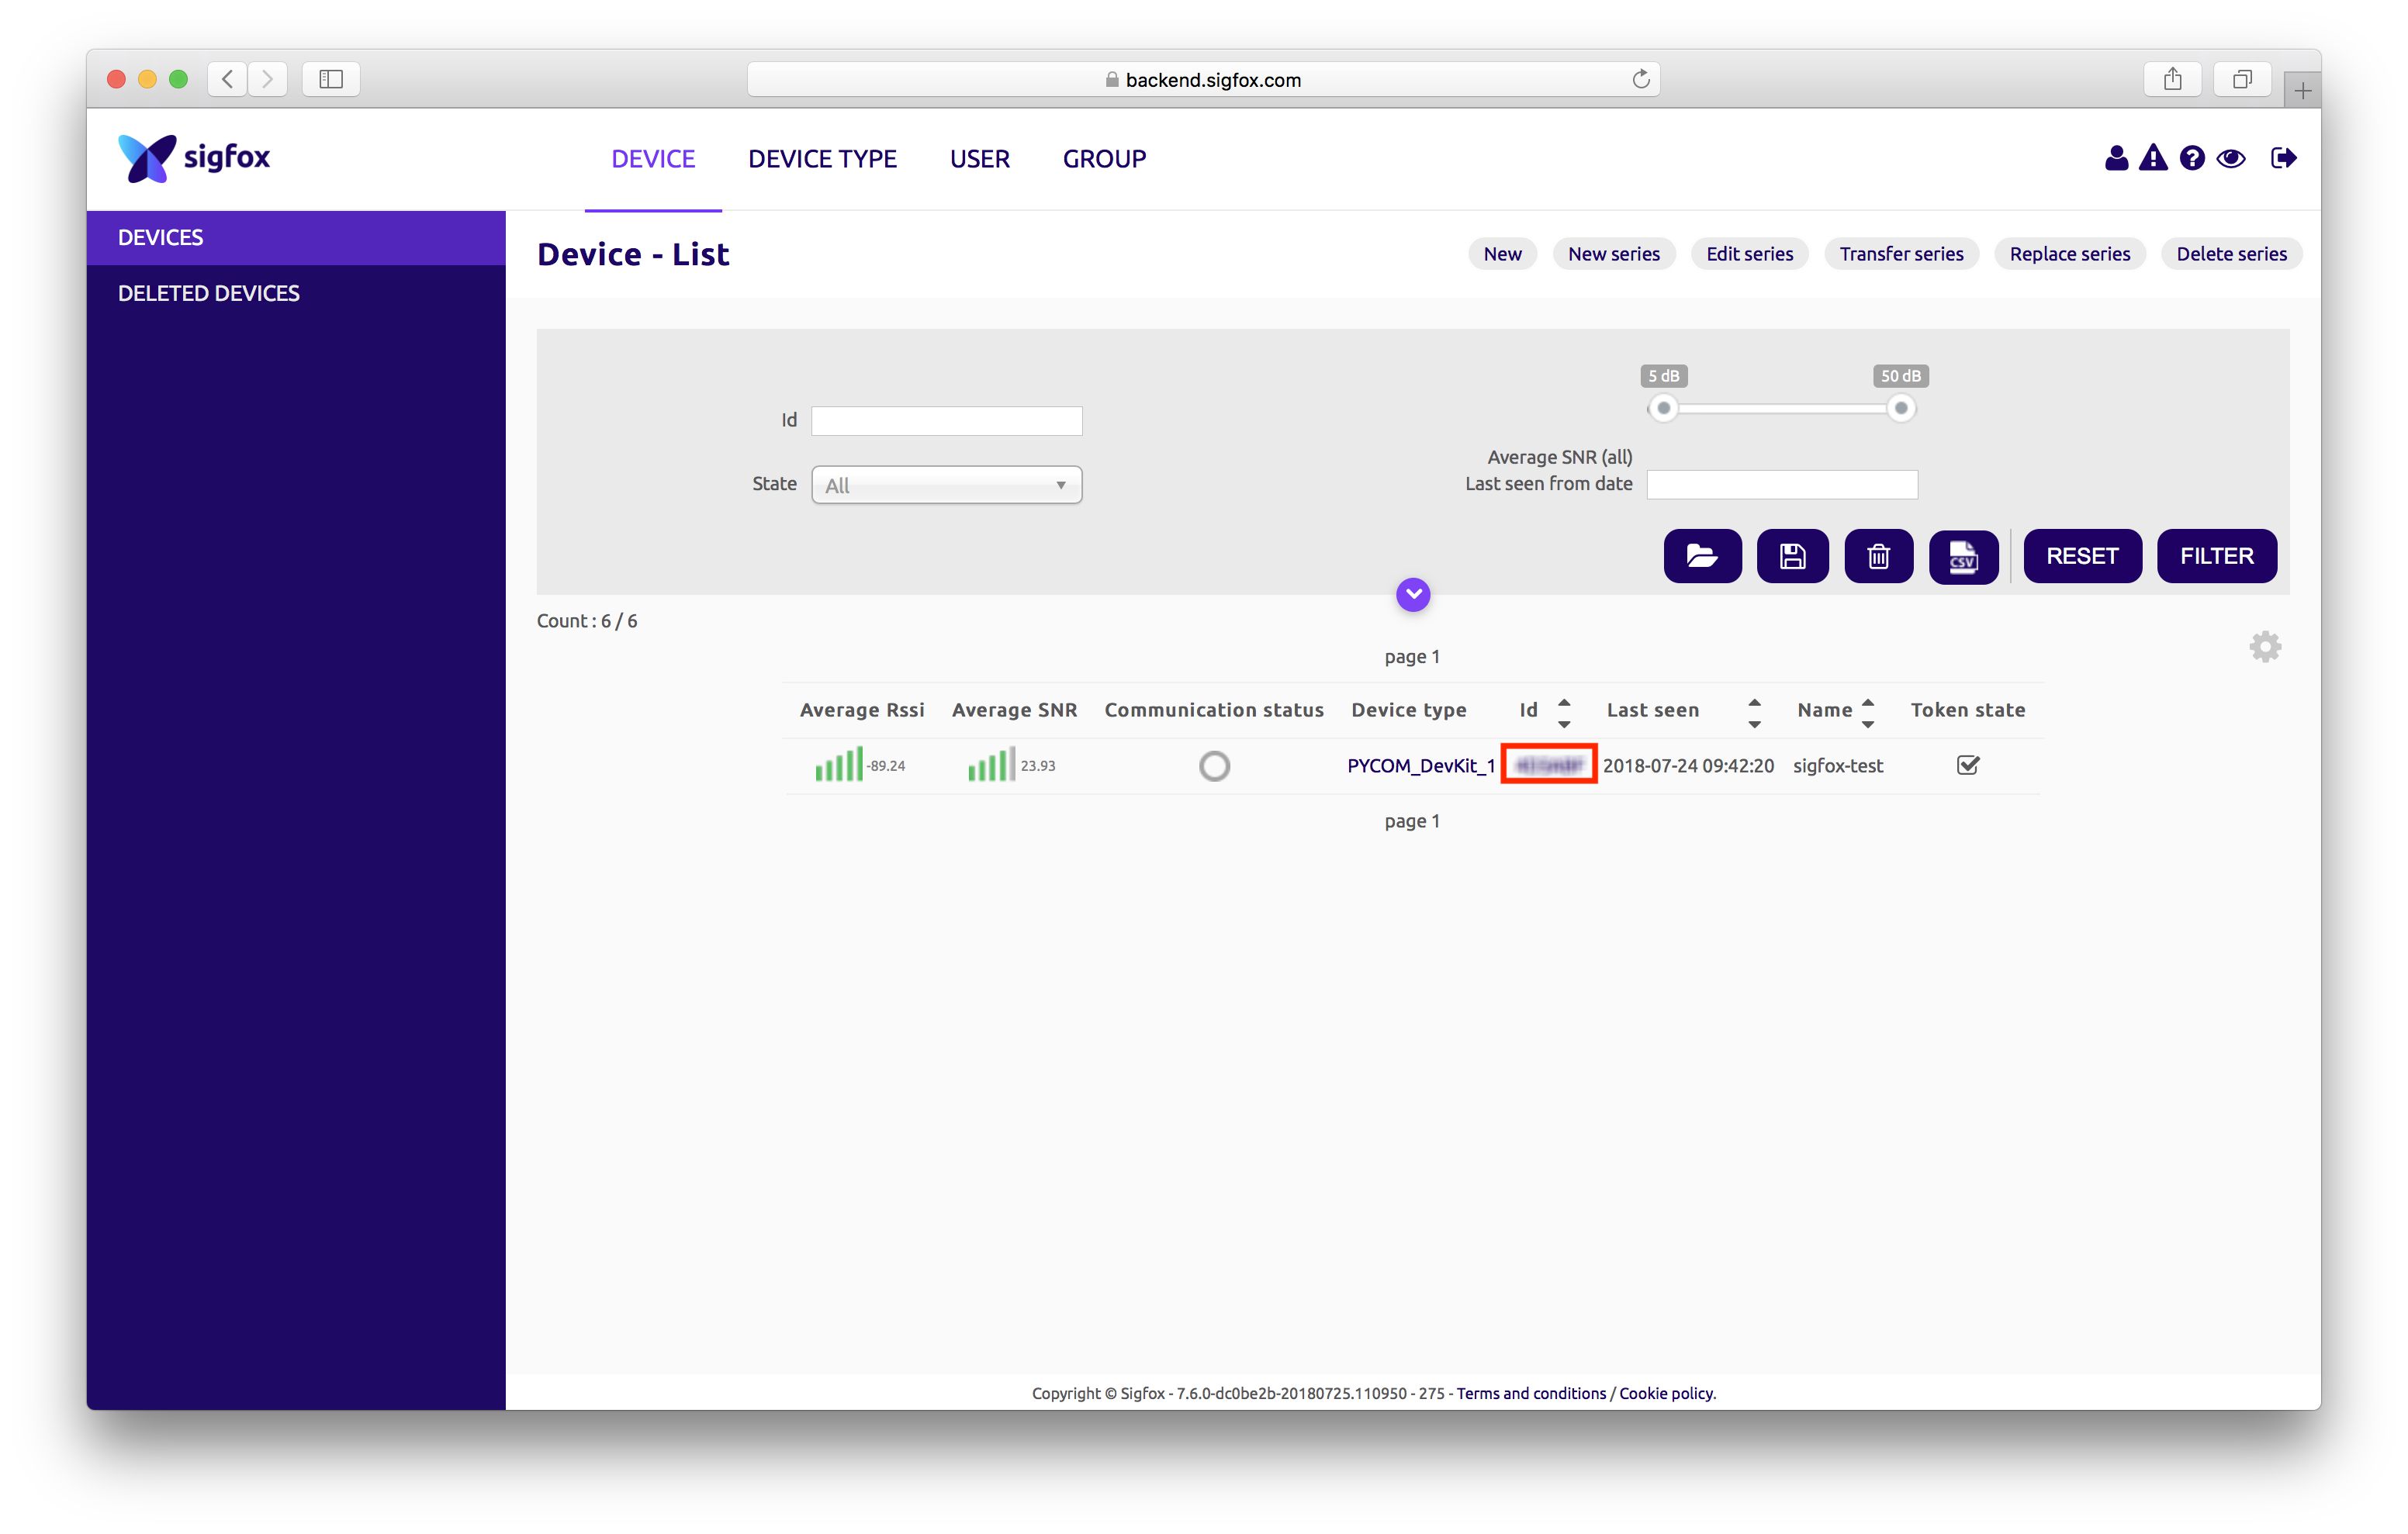 backend.sigfox.com
sigfox
DEVICE DEVICE TYPE USER GROUP
DEVICES
DELETED DEVICES
Device - List
New New series Edit series Transfer series Replace series Delete series
5 dB 50 dB
Id
Average SNR (all)
State All
Last seen from date
CSV RESET FILTER
Count : 6 / 6
page 1
Average Rssi Average SNR Communication status Device type Id Last seen Name Token state
-89.24 23.93 PYCOM_DevKit_1 2018-07-24 09:42:20 sigfox-test
page 1
Copyright © Sigfox - 7.6.0-dc0be2b-20180725.110950 - 275 - Terms and conditions / Cookie policy.